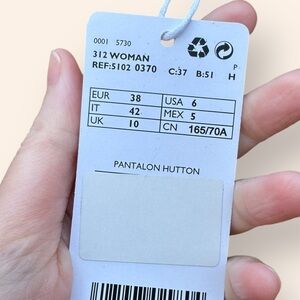 0001 5730
312 WOMAN
REF:5102 0370 C:37 B:51 H
P
EUR 38 USA 6
IT 42 MEX 5
UK 10 CN 165/70A
PANTALON HUTTON